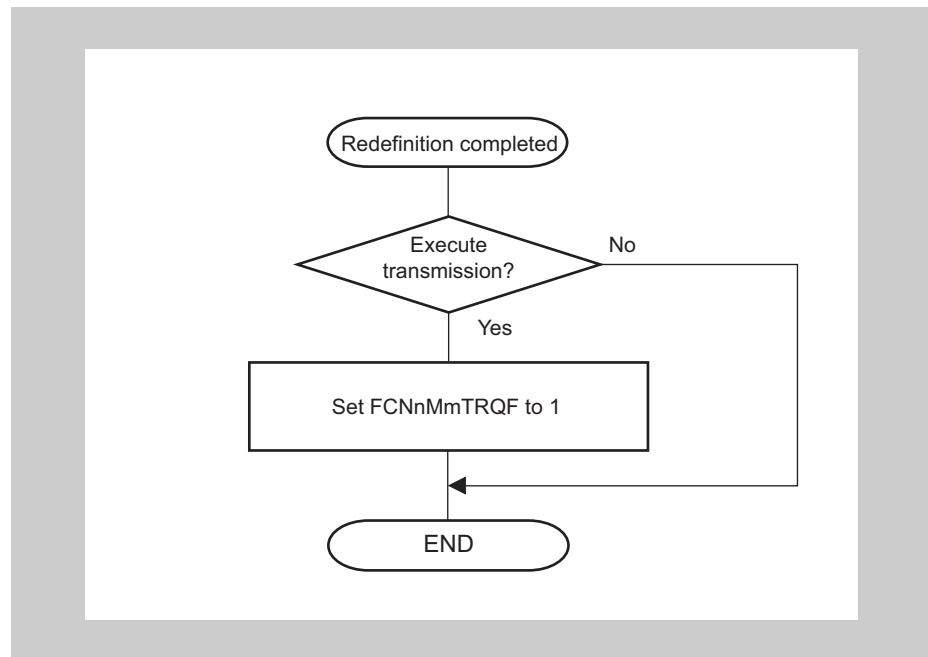 Redefinition completed
Execute
transmission?
No
Yes
Set FCNnMmTRQF to 1
END